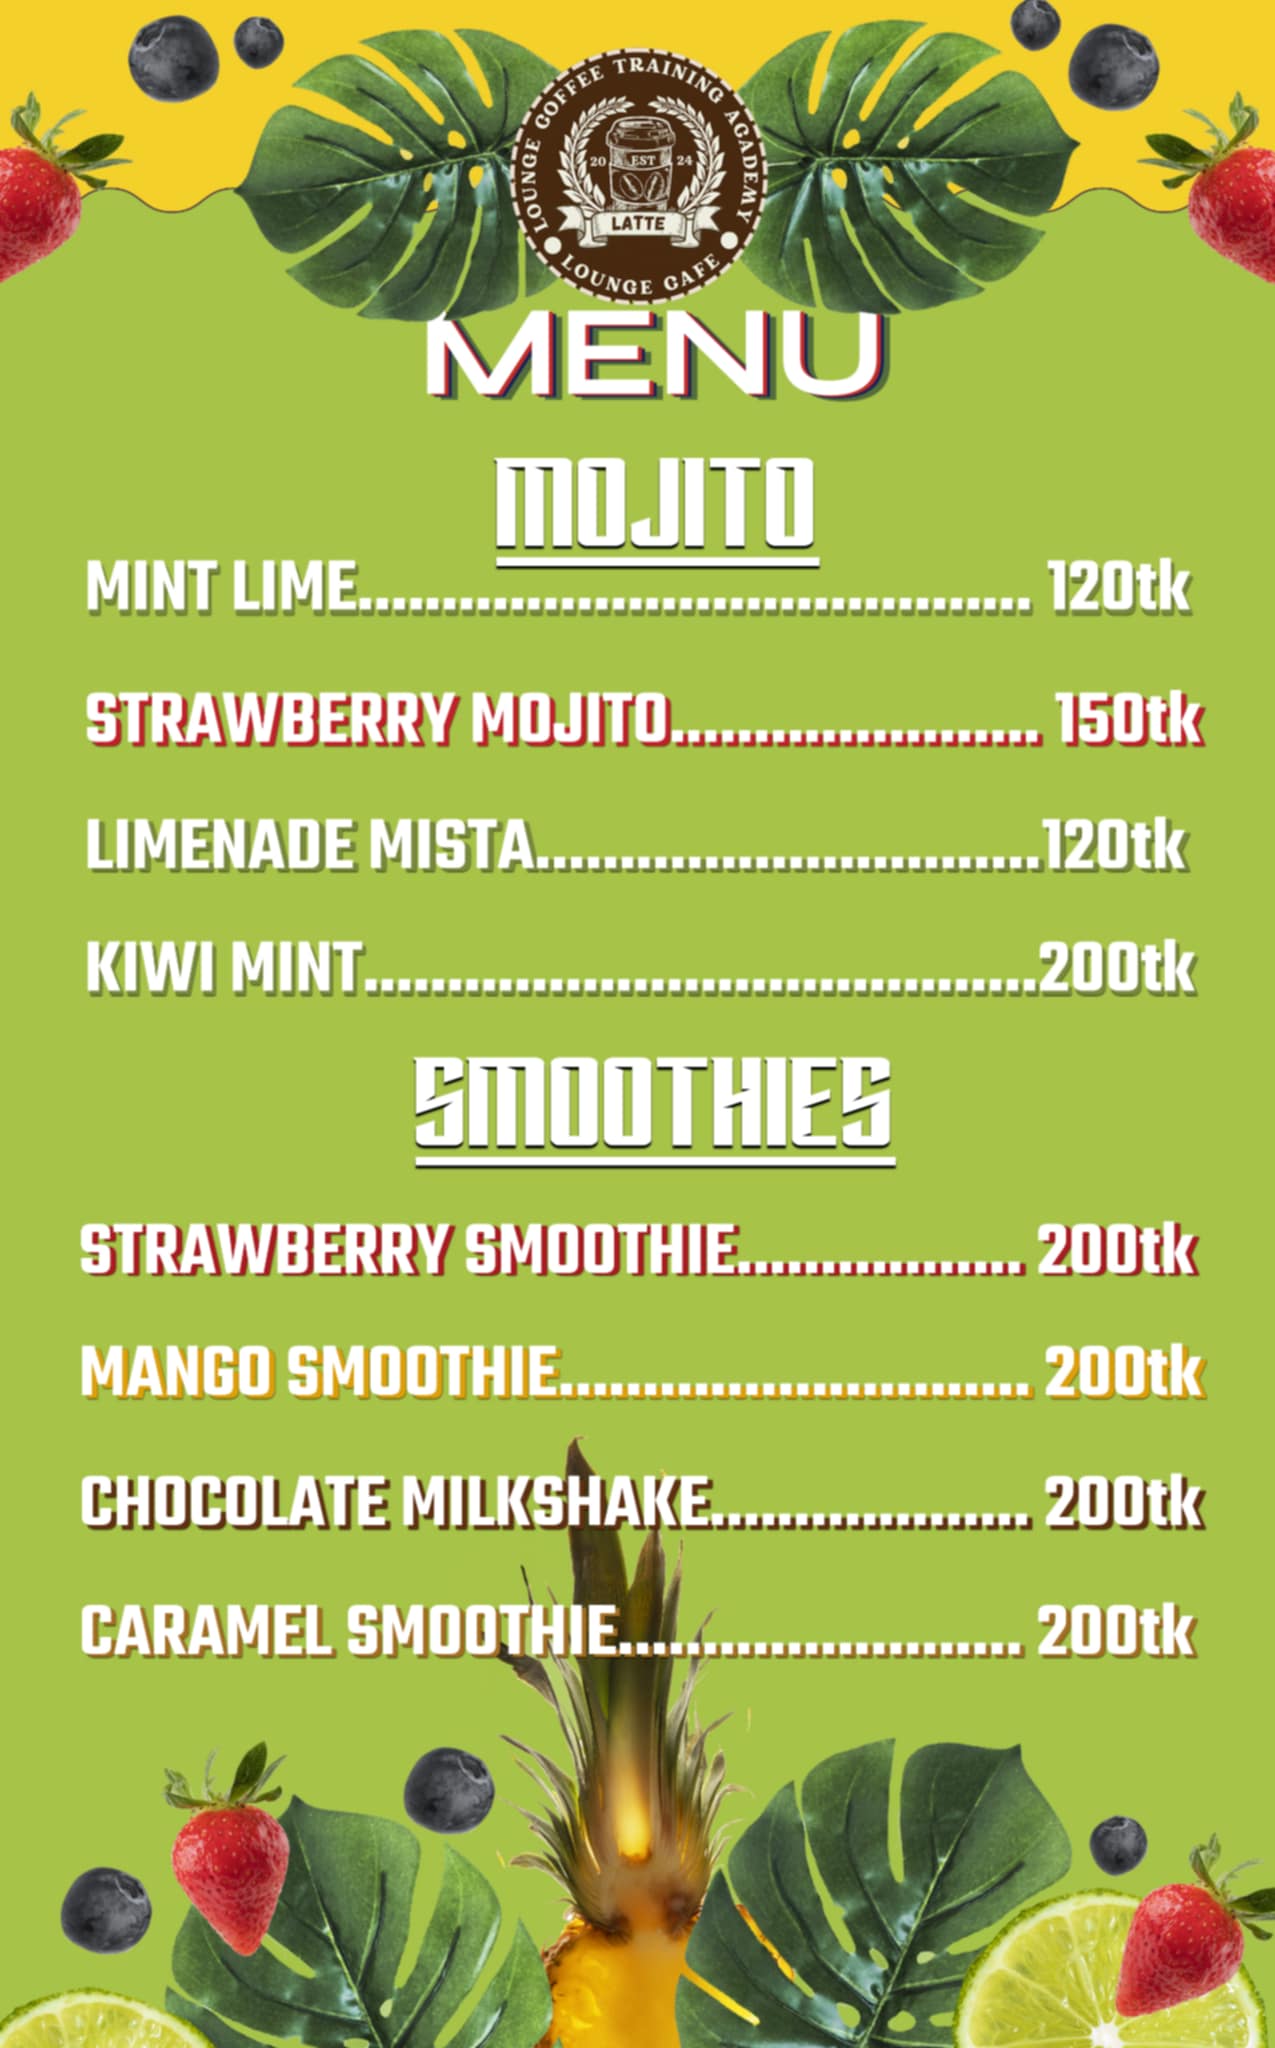 LOUNGE COFFEE TRAINING ACADEMY
20 EST 24
LATTE
LOUNGE CAFE
MENU
MOJITO
MINT LIME........................................ 120tk
STRAWBERRY MOJITO...................... 150tk
LIMENADE MISTA..............................120tk
KIWI MINT........................................200tk
SMOOTHIES
STRAWBERRY SMOOTHIE................. 200tk
MANGO SMOOTHIE............................ 200tk
CHOCOLATE MILKSHAKE................... 200tk
CARAMEL SMOOTHIE........................ 200tk